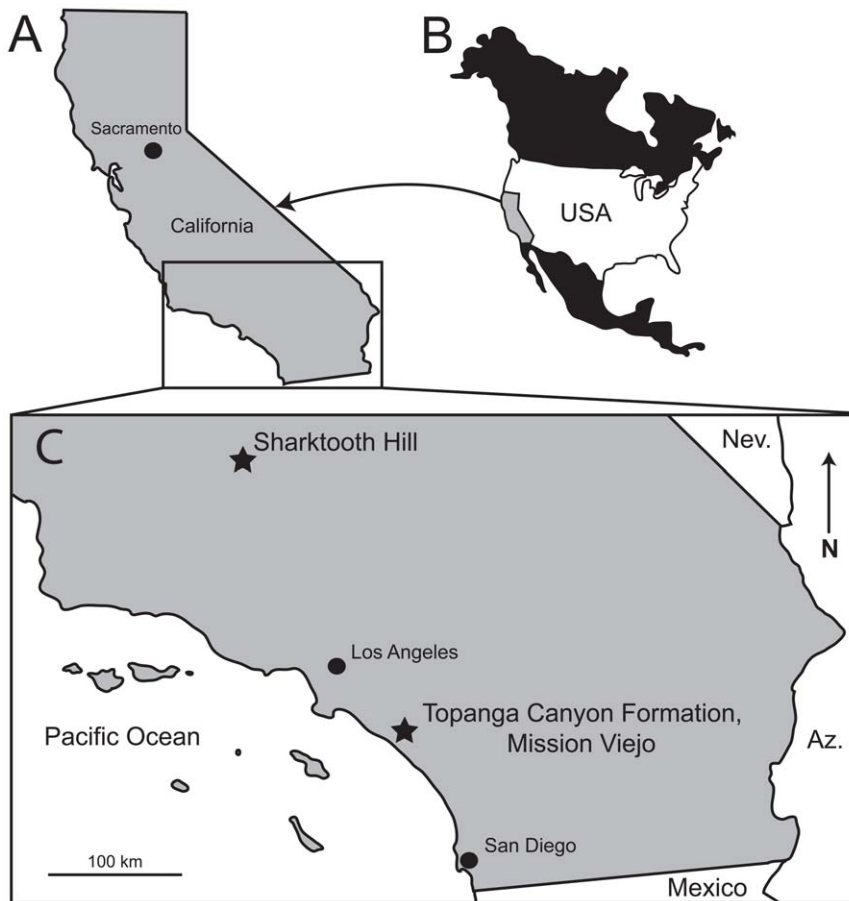 A
B
Sacramento
California
USA
C
Sharktooth Hill
Nev.
N
Los Angeles
Topanga Canyon Formation,
Mission Viejo
Pacific Ocean
Az.
San Diego
100 km
Mexico